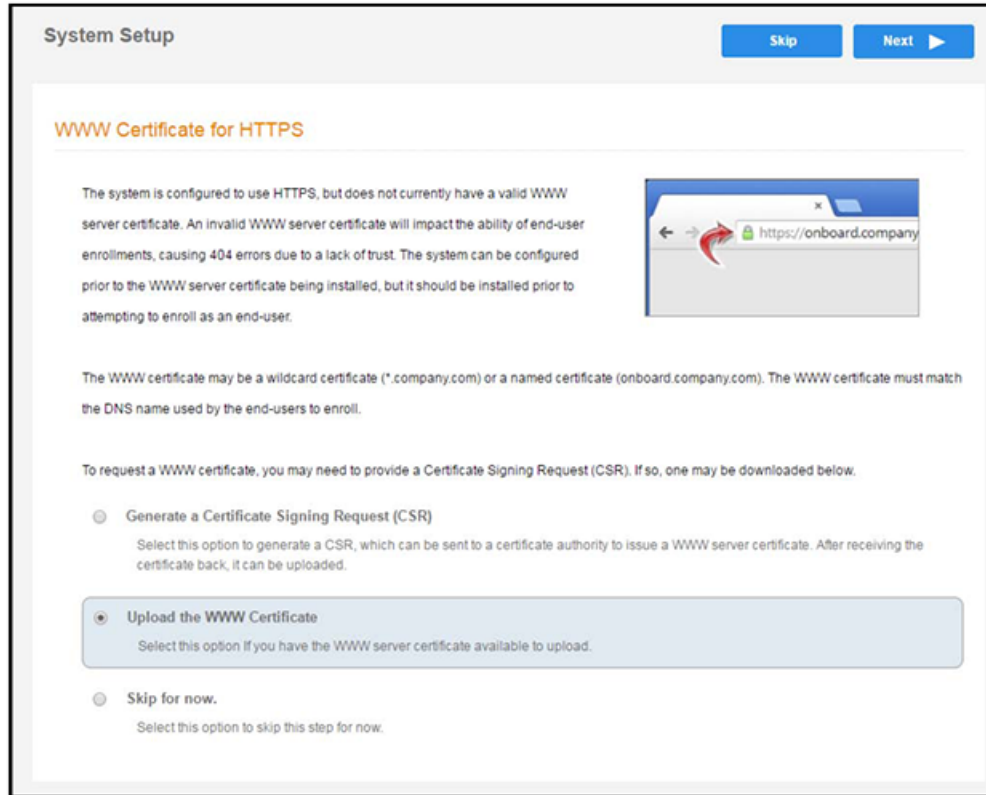 System Setup
Skip
Next
WWW Certificate for HTTPS
The system is configured to use HTTPS, but does not currently have a valid WWW
server certificate. An invalid WWW server certificate will impact the ability of end-user
enrollments, causing 404 errors due to a lack of trust. The system can be configured
prior to the WWW server certificate being installed, but it should be installed prior to
attempting to enroll as an end-user.
https://onboard.company
The WWW certificate may be a wildcard certificate (*.company.com) or a named certificate (onboard.company.com). The WWW certificate must match
the DNS name used by the end-users to enroll.
To request a WWW certificate, you may need to provide a Certificate Signing Request (CSR). If so, one may be downloaded below.
Generate a Certificate Signing Request (CSR)
Select this option to generate a CSR, which can be sent to a certificate authority to issue a WWW server certificate. After receiving the
certificate back, it can be uploaded.
Upload the WWW Certificate
Select this option If you have the WWW server certificate available to upload.
Skip for now.
Select this option to skip this step for now.